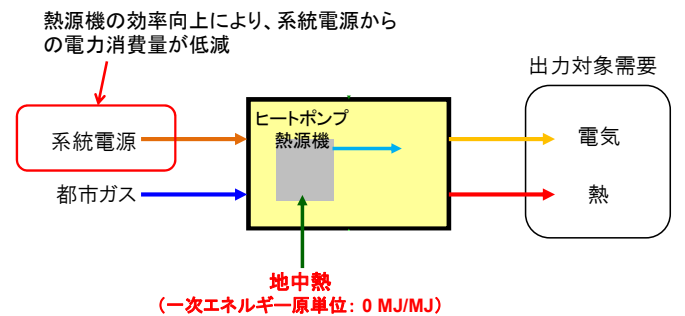 熱源機の効率向上により、系統電源から
の電力消費量が低減
出力対象需要
ヒートポンプ
熱源機
系統電源
電気
都市ガス
熱
地中熱
（一次エネルギー原単位： 0 MJ/MJ）